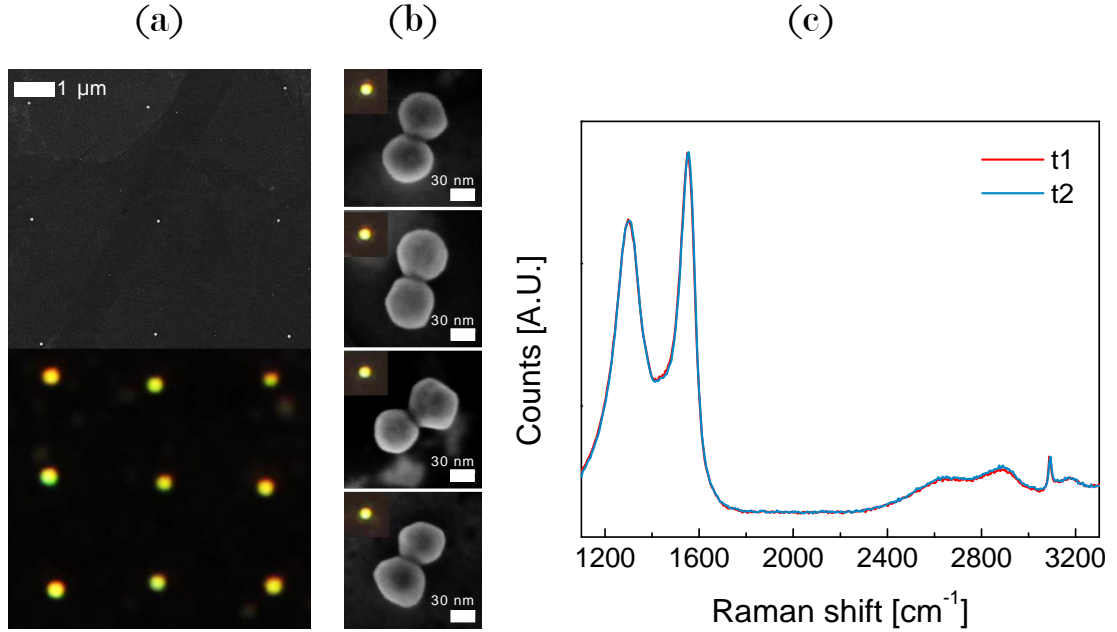 (a)
(b)
(c)
1 µm
30 nm
30 nm
30 nm
30 nm
t1
t2
Counts [A.U.]
1200 1600 2000 2400 2800 3200
Raman shift [cm⁻¹]